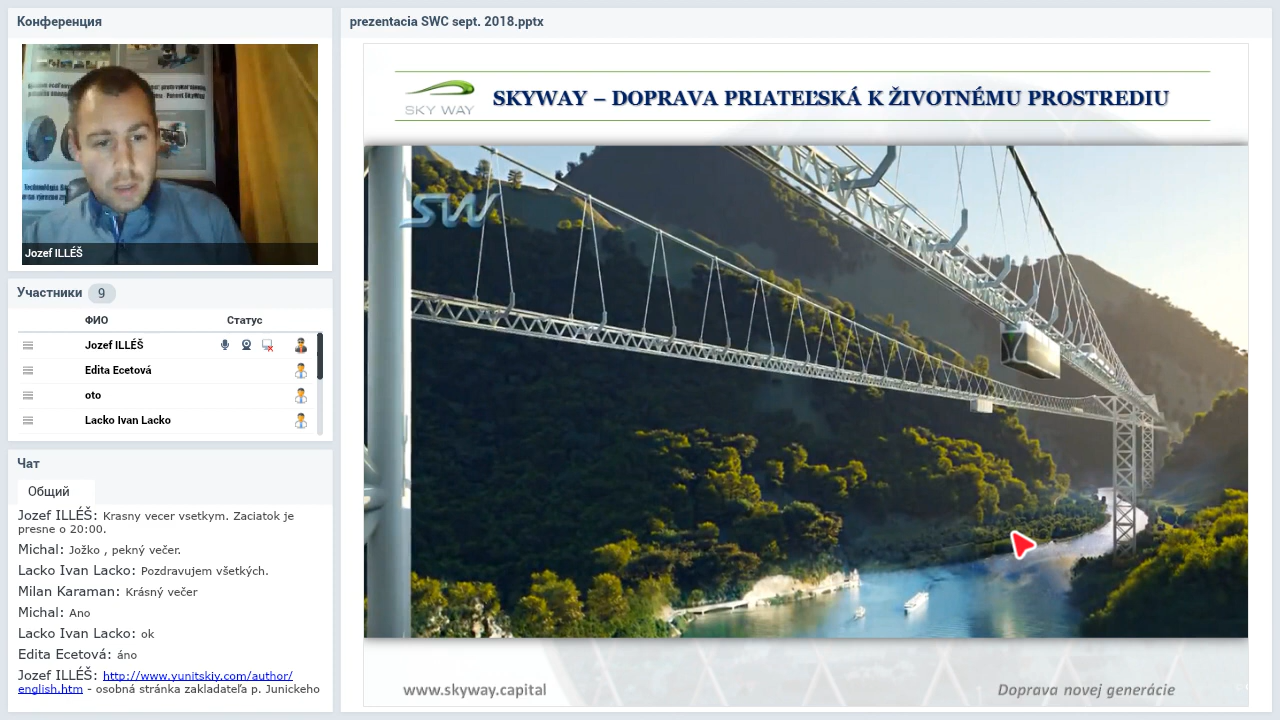 Конференция
Jozef ILLÉŠ
Участники 9
ФИО Статус
Jozef ILLÉŠ
Edita Ecetová
oto
Lacko Ivan Lacko
Чат
Общий
Jozef ILLÉŠ: Krasny vecer vsetkym. Zaciatok je
presne o 20:00.
Michal: Jožko , pekný večer.
Lacko Ivan Lacko: Pozdravujem všetkých.
Milan Karaman: Krásný večer
Michal: Ano
Lacko Ivan Lacko: ok
Edita Ecetová: áno
Jozef ILLÉŠ: http://www.yunitskiy.com/author/
english.htm - osobná stránka zakladateľa p. Junickeho
prezentacia SWC sept. 2018.pptx
SKY WAY
SKYWAY – DOPRAVA PRIATEĽSKÁ K ŽIVOTNÉMU PROSTREDIU
SW
www.skyway.capital
Doprava novej generácie